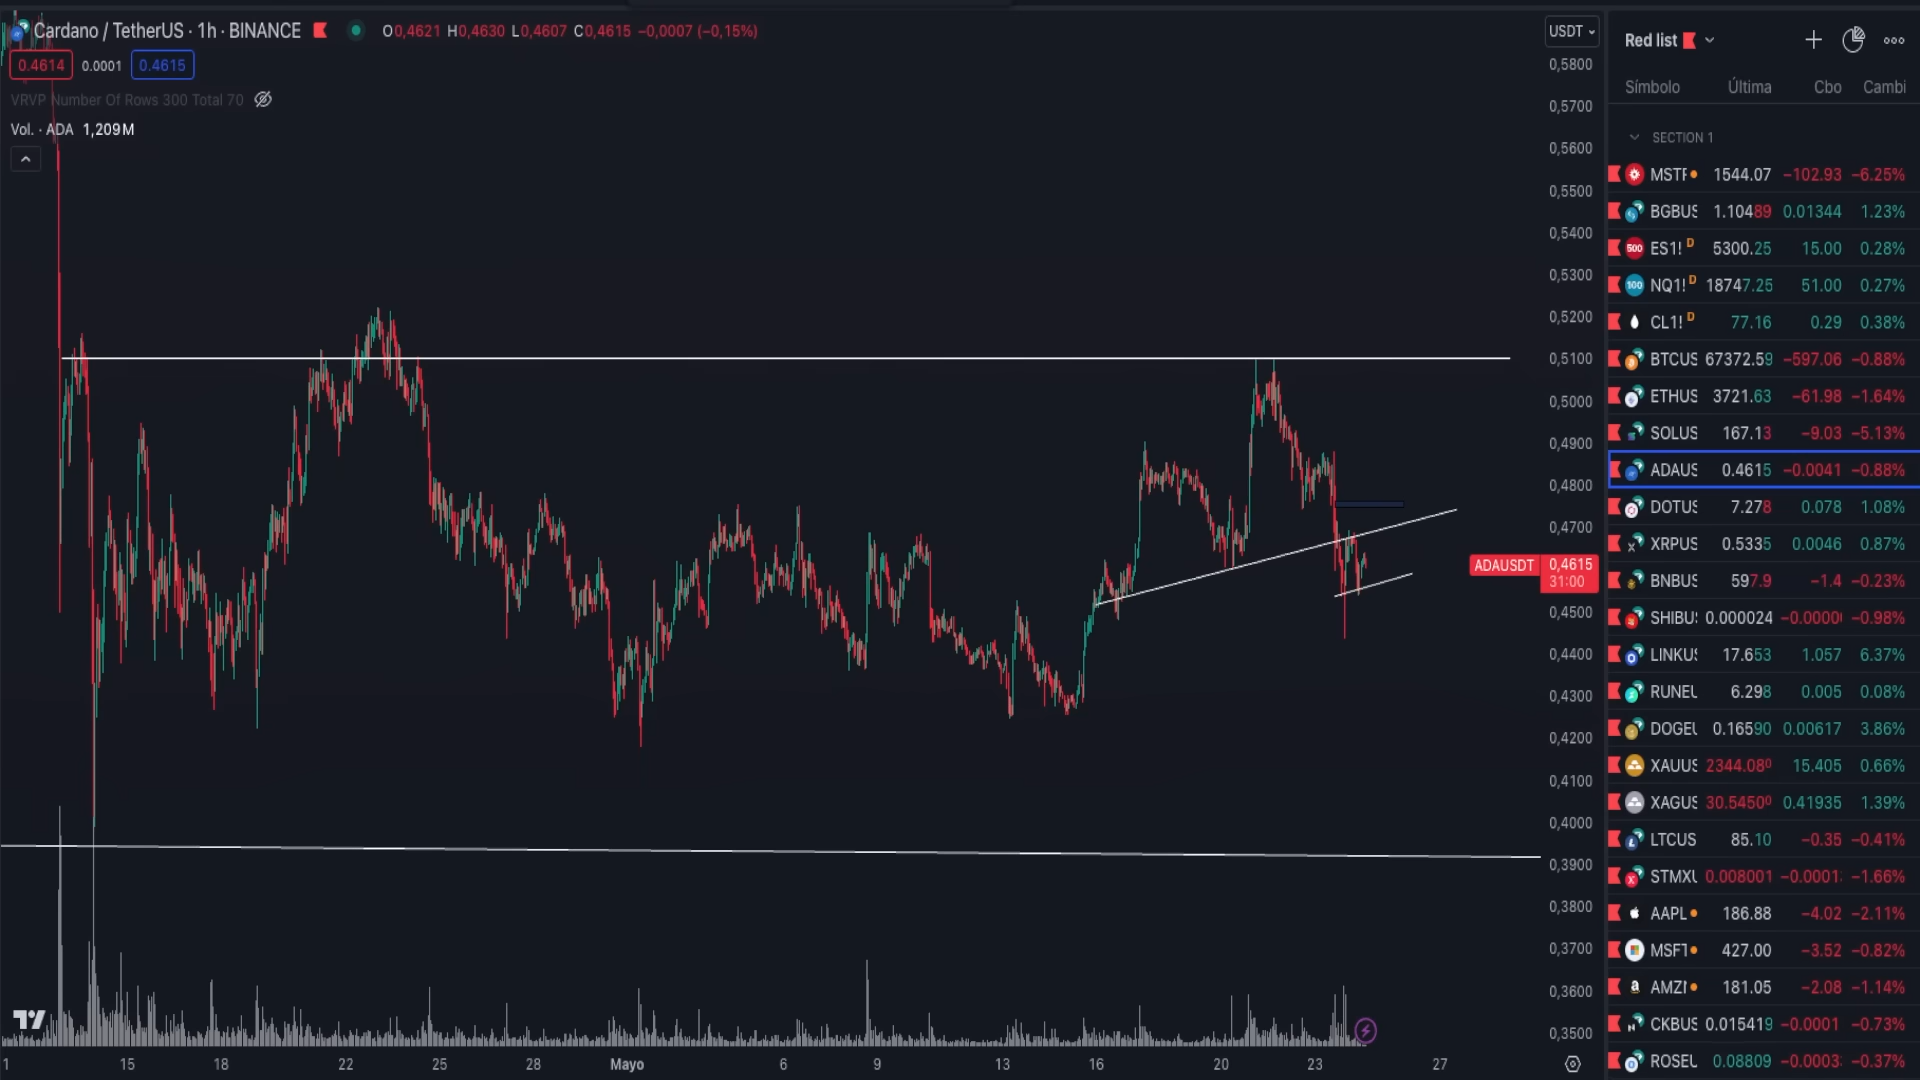 Cardano / TetherUS · 1h · BINANCE O0,4621 H0,4630 L0,4607 C0,4615 −0,0007 (−0,15%)
0.4614 0.0001 0.4615
VRVP Number Of Rows 300 Total 70
Vol. · ADA 1,209M
USDT
0,5800
0,5700
0,5600
0,5500
0,5400
0,5300
0,5200
0,5100
0,5000
0,4900
0,4800
0,4700
ADAUSDT 0,4615
31:00
0,4500
0,4400
0,4300
0,4200
0,4100
0,4000
0,3900
0,3800
0,3700
0,3600
0,3500
1 15 18 22 25 28 Mayo 6 9 13 16 20 23 27
Red list
Símbolo Última Cbo Cambi
SECTION 1
MSTF 1544.07 −102.93 −6.25%
BGBUS 1.10489 0.01344 1.23%
500 ES1! D 5300.25 15.00 0.28%
100 NQ1! D 18747.25 51.00 0.27%
CL1! D 77.16 0.29 0.38%
BTCUS 67372.59 −597.06 −0.88%
ETHUS 3721.63 −61.98 −1.64%
SOLUS 167.13 −9.03 −5.13%
ADAUS 0.4615 −0.0041 −0.88%
DOTUS 7.278 0.078 1.08%
XRPUS 0.5335 0.0046 0.87%
BNBUS 597.9 −1.4 −0.23%
SHIBU 0.000024 −0.0000 −0.98%
LINKUS 17.653 1.057 6.37%
RUNEU 6.298 0.005 0.08%
DOGEU 0.16590 0.00617 3.86%
XAUUS 2344.080 15.405 0.66%
XAGUS 30.54500 0.41935 1.39%
LTCUS 85.10 −0.35 −0.41%
STMXU 0.008001 −0.0001 −1.66%
AAPL 186.88 −4.02 −2.11%
MSFT 427.00 −3.52 −0.82%
AMZN 181.05 −2.08 −1.14%
CKBUS 0.015419 −0.0001 −0.73%
ROSEU 0.08809 −0.0003 −0.37%